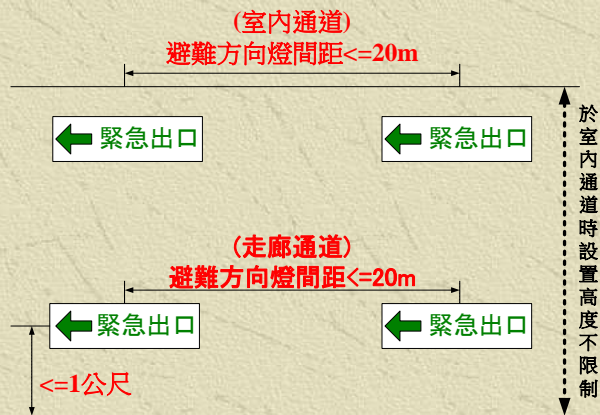 (室內通道)
避難方向燈間距<=20m
緊急出口
緊急出口
於室內通道時設置高度不限制
(走廊通道)
避難方向燈間距<=20m
緊急出口
緊急出口
<=1公尺